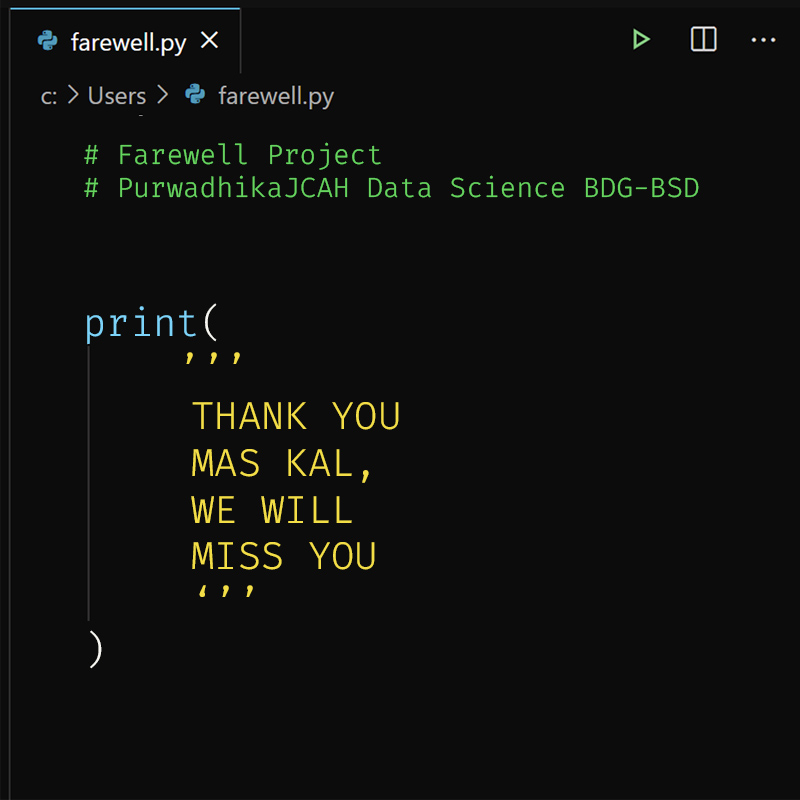 farewell.py
c: > Users > farewell.py
# Farewell Project
# PurwadhikaJCAH Data Science BDG-BSD
print(
’’’
THANK YOU
MAS KAL,
WE WILL
MISS YOU
‘’’
)